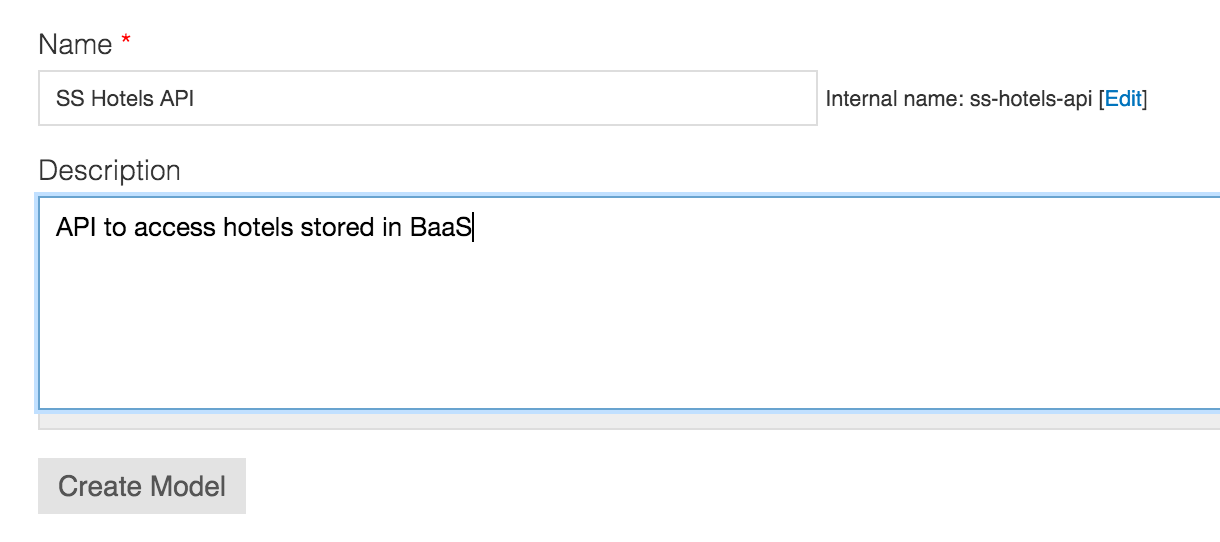 Name *
SS Hotels API
Internal name: ss-hotels-api [Edit]
Description
API to access hotels stored in BaaS
Create Model